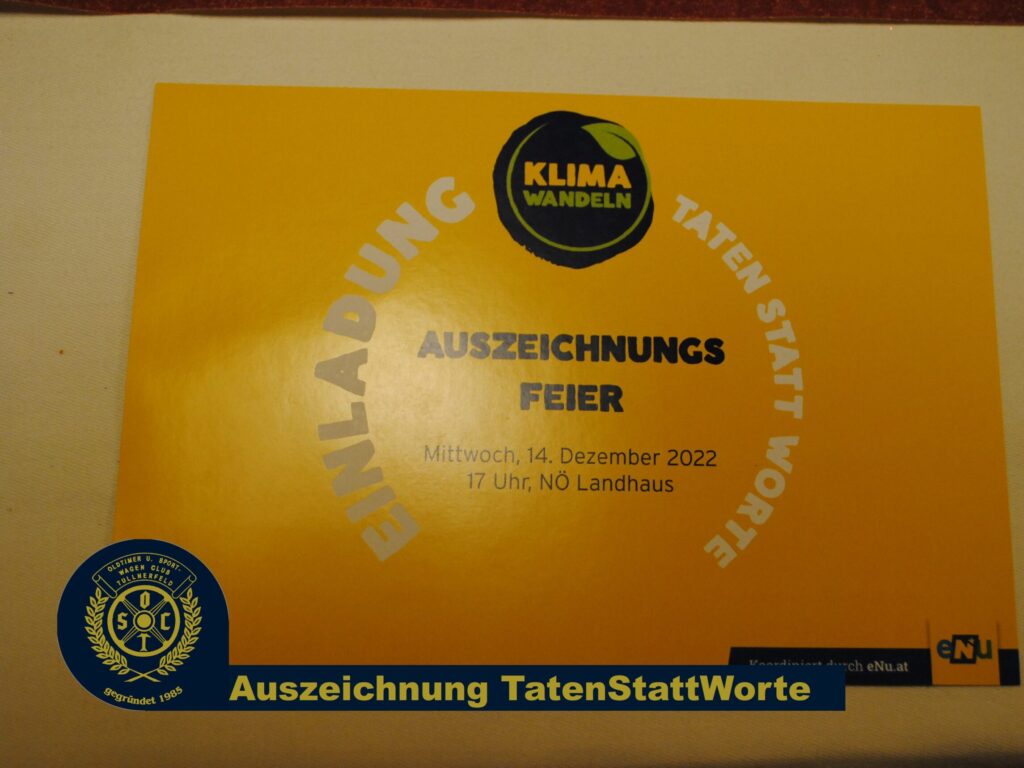 KLIMA
WANDELN
EINLADUNG
TATEN STATT WORTE
AUSZEICHNUNGS
FEIER
Mittwoch, 14. Dezember 2022
17 Uhr, NÖ Landhaus
Koordiniert durch eNu.at
eNu
OLDTIMER U. SPORT-
WAGEN CLUB
TULLNERFELD
O
S C
T
gegründet 1985
Auszeichnung TatenStattWorte